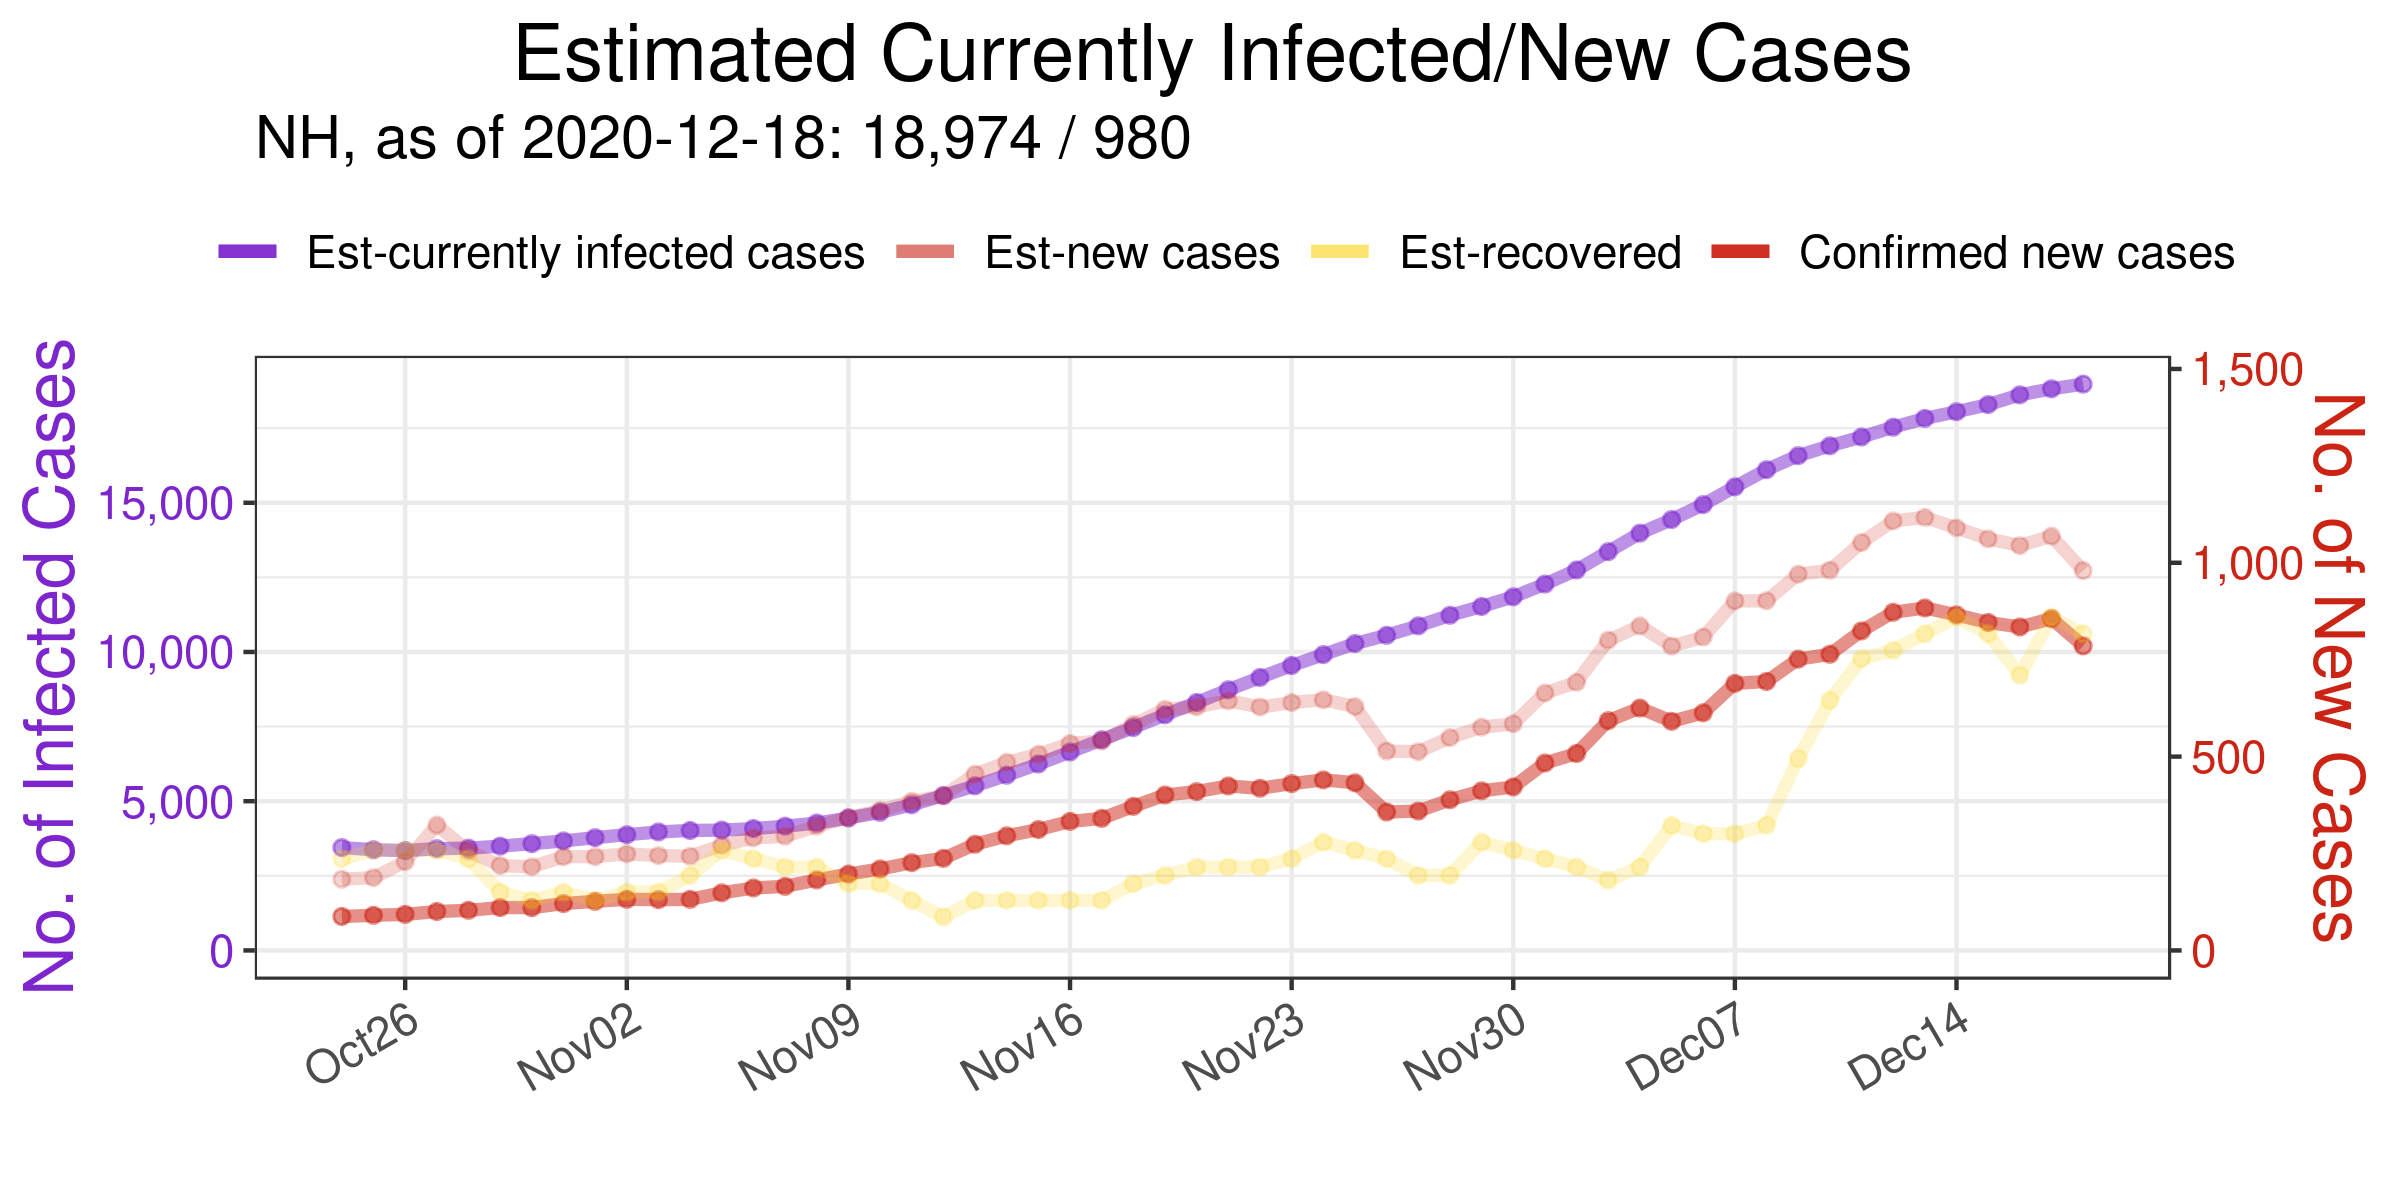 Estimated Currently Infected/New Cases
NH, as of 2020-12-18: 18,974 / 980
Est-currently infected cases Est-new cases Est-recovered Confirmed new cases
No. of Infected Cases
15,000
10,000
5,000
0
1,500
1,000
500
0
No. of New Cases
Oct26 Nov02 Nov09 Nov16 Nov23 Nov30 Dec07 Dec14